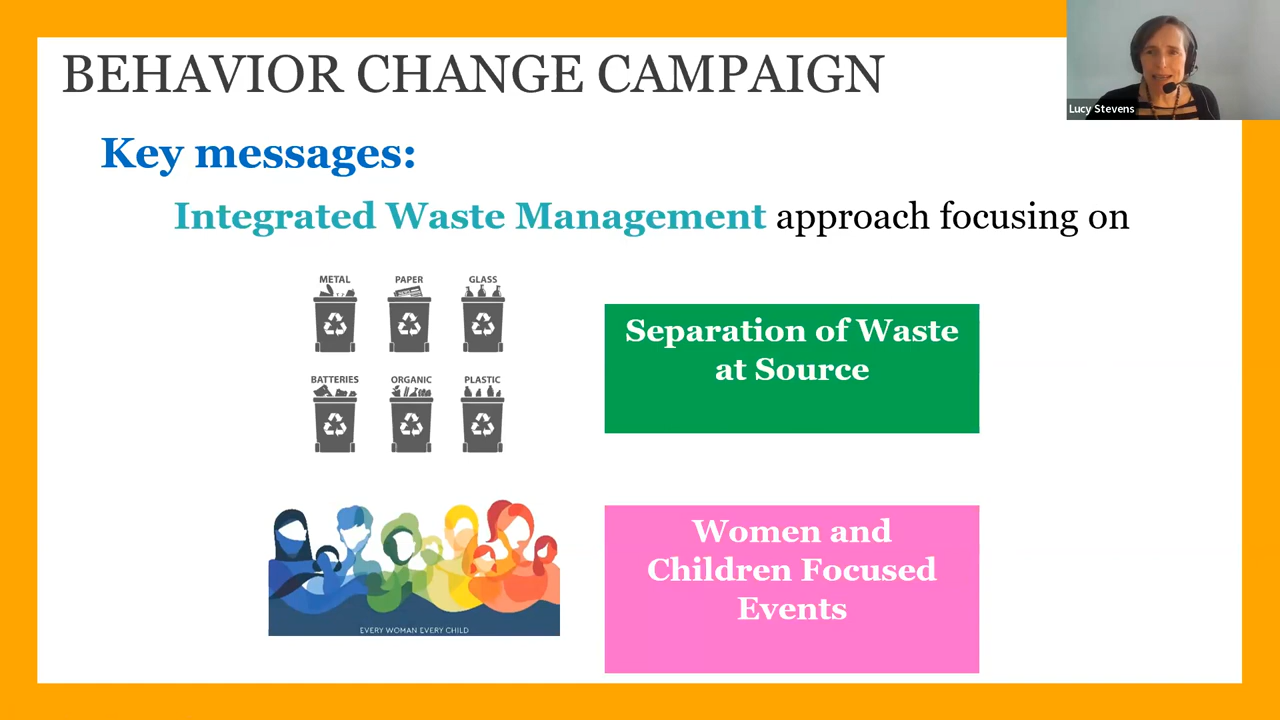 BEHAVIOR CHANGE CAMPAIGN
Lucy Stevens
Key messages:
Integrated Waste Management approach focusing on
METAL PAPER GLASS
BATTERIES ORGANIC PLASTIC
Separation of Waste
at Source
EVERY WOMAN EVERY CHILD
Women and
Children Focused
Events